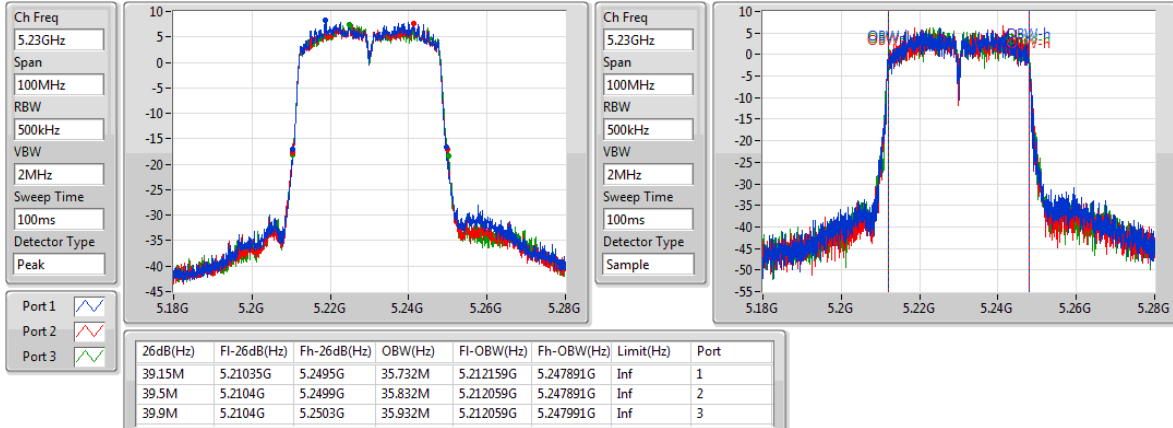 Ch Freq
5.23GHz
Span
100MHz
RBW
500kHz
VBW
2MHz
Sweep Time
100ms
Detector Type
Peak
10
5
0
-5
-10
-15
-20
-25
-30
-35
-40
-45
5.18G 5.2G 5.22G 5.24G 5.26G 5.28G
Ch Freq
5.23GHz
Span
100MHz
RBW
500kHz
VBW
2MHz
Sweep Time
100ms
Detector Type
Sample
10
5
0
-5
-10
-15
-20
-25
-30
-35
-40
-45
-50
-55
5.18G 5.2G 5.22G 5.24G 5.26G 5.28G
Port 1
Port 2
Port 3
26dB(Hz) Fl-26dB(Hz) Fh-26dB(Hz) OBW(Hz) Fl-OBW(Hz) Fh-OBW(Hz) Limit(Hz) Port
39.15M 5.21035G 5.2495G 35.732M 5.212159G 5.247891G Inf 1
39.5M 5.2104G 5.2499G 35.832M 5.212059G 5.247891G Inf 2
39.9M 5.2104G 5.2503G 35.932M 5.212059G 5.247991G Inf 3